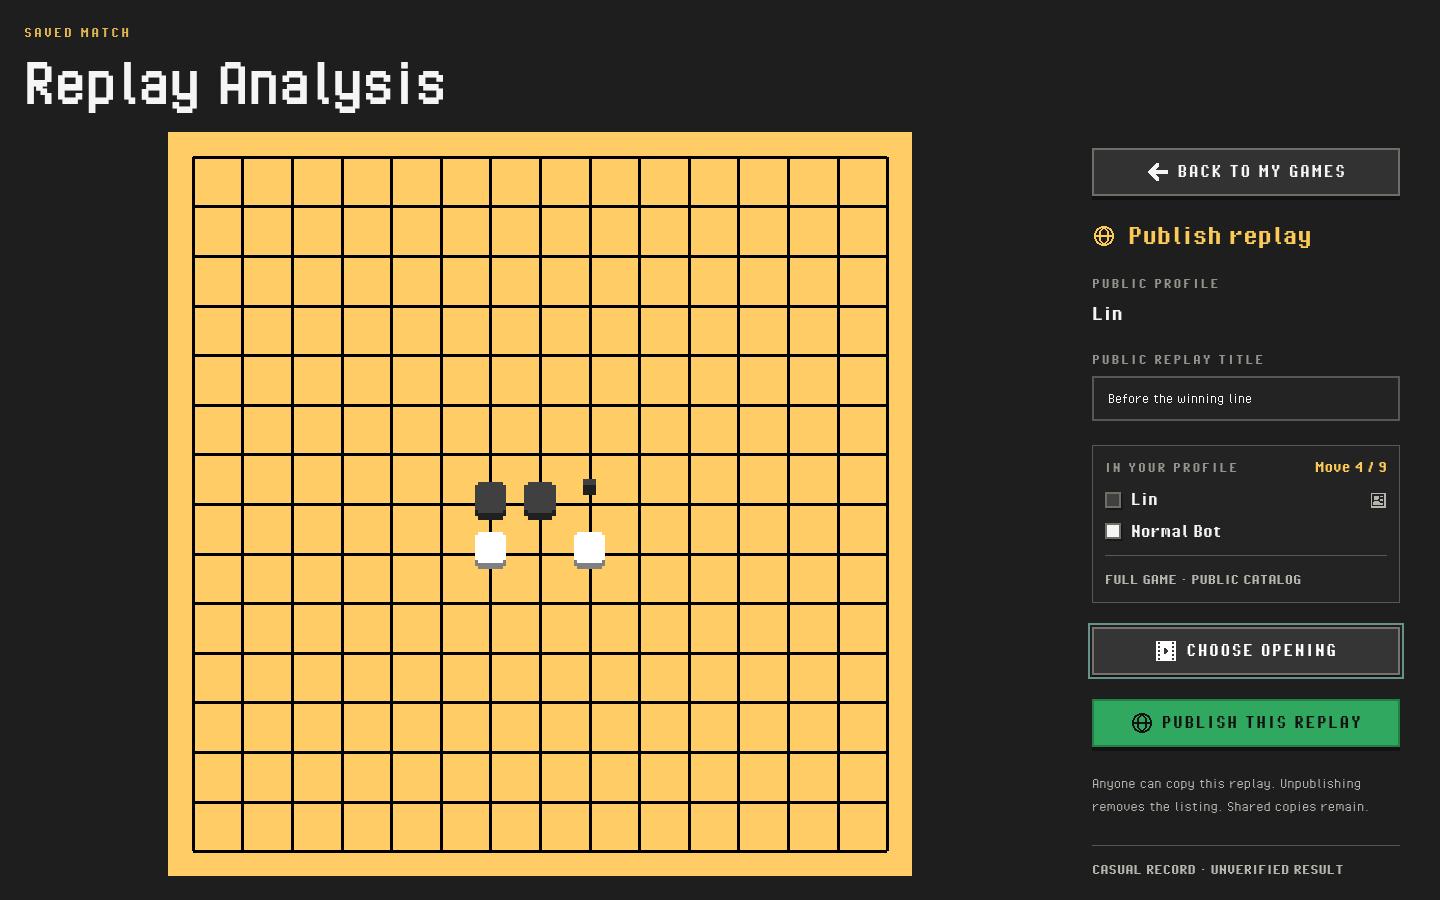 SAVED MATCH
Replay Analysis
BACK TO MY GAMES
Publish replay
PUBLIC PROFILE
Lin
PUBLIC REPLAY TITLE
Before the winning line
IN YOUR PROFILE Move 4 / 9
Lin
Normal Bot
FULL GAME · PUBLIC CATALOG
CHOOSE OPENING
PUBLISH THIS REPLAY
Anyone can copy this replay. Unpublishing
removes the listing. Shared copies remain.
CASUAL RECORD · UNVERIFIED RESULT